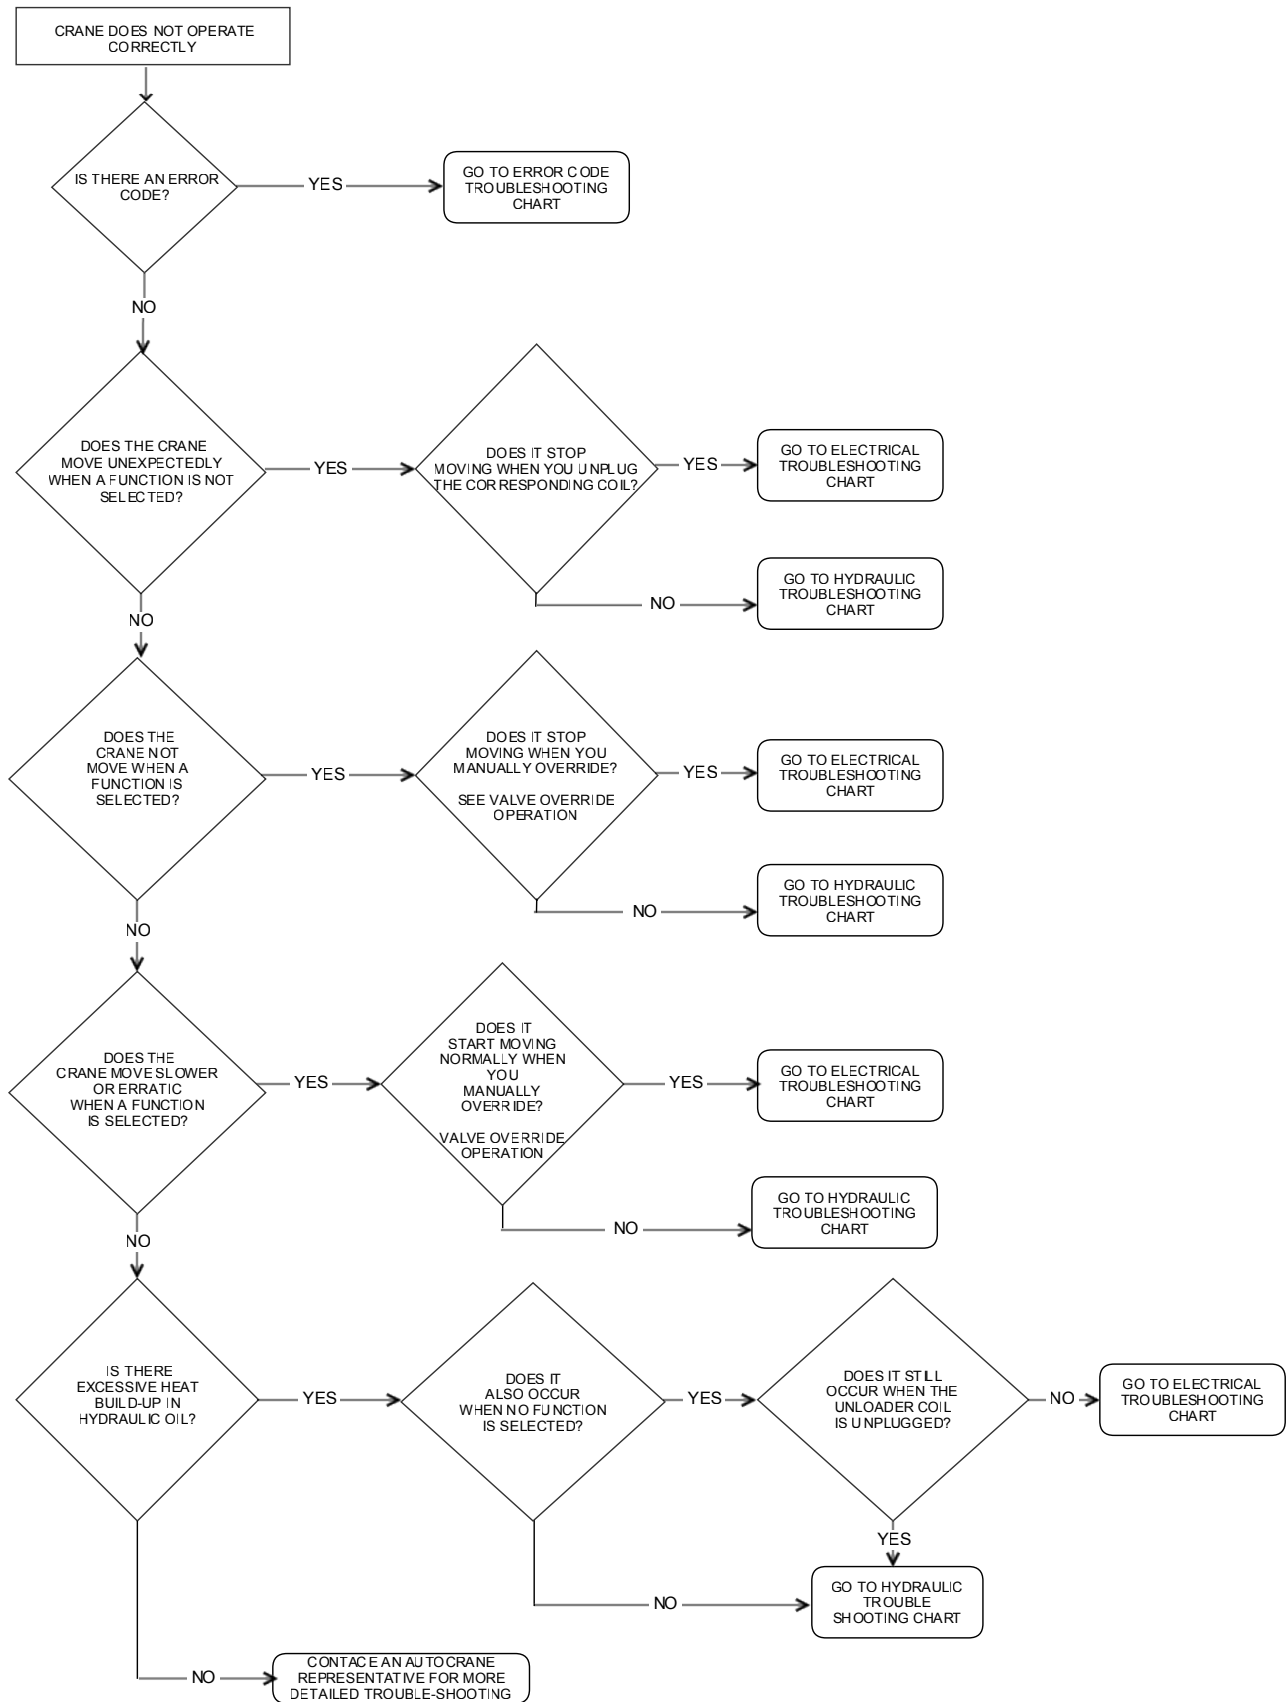 CRANE DOES NOT OPERATE
CORRECTLY
IS THERE AN ERROR
CODE?
YES
GO TO ERROR CODE
TROUBLESHOOTING
CHART
NO
DOES THE CRANE
MOVE UNEXPECTEDLY
WHEN A FUNCTION IS NOT
SELECTED?
YES
DOES IT STOP
MOVING WHEN YOU UNPLUG
THE CORRESPONDING COIL?
YES
GO TO ELECTRICAL
TROUBLESHOOTING
CHART
NO
GO TO HYDRAULIC
TROUBLESHOOTING
CHART
NO
DOES THE
CRANE NOT
MOVE WHEN A
FUNCTION IS
SELECTED?
YES
DOES IT STOP
MOVING WHEN YOU
MANUALLY OVERRIDE?
SEE VALVE OVERRIDE
OPERATION
YES
GO TO ELECTRICAL
TROUBLESHOOTING
CHART
NO
GO TO HYDRAULIC
TROUBLESHOOTING
CHART
NO
DOES THE
CRANE MOVE SLOWER
OR ERRATIC
WHEN A FUNCTION
IS SELECTED?
YES
DOES IT
START MOVING
NORMALLY WHEN
YOU
MANUALLY
OVERRIDE?
VALVE OVERRIDE
OPERATION
YES
GO TO ELECTRICAL
TROUBLESHOOTING
CHART
NO
GO TO HYDRAULIC
TROUBLESHOOTING
CHART
NO
IS THERE
EXCESSIVE HEAT
BUILD-UP IN
HYDRAULIC OIL?
YES
DOES IT
ALSO OCCUR
WHEN NO FUNCTION
IS SELECTED?
YES
DOES IT STILL
OCCUR WHEN THE
UNLOADER COIL
IS UNPLUGGED?
NO
GO TO ELECTRICAL
TROUBLESHOOTING
CHART
YES
NO
GO TO HYDRAULIC
TROUBLE
SHOOTING CHART
NO
CONTACE AN AUTOCRANE
REPRESENTATIVE FOR MORE
DETAILED TROUBLE-SHOOTING